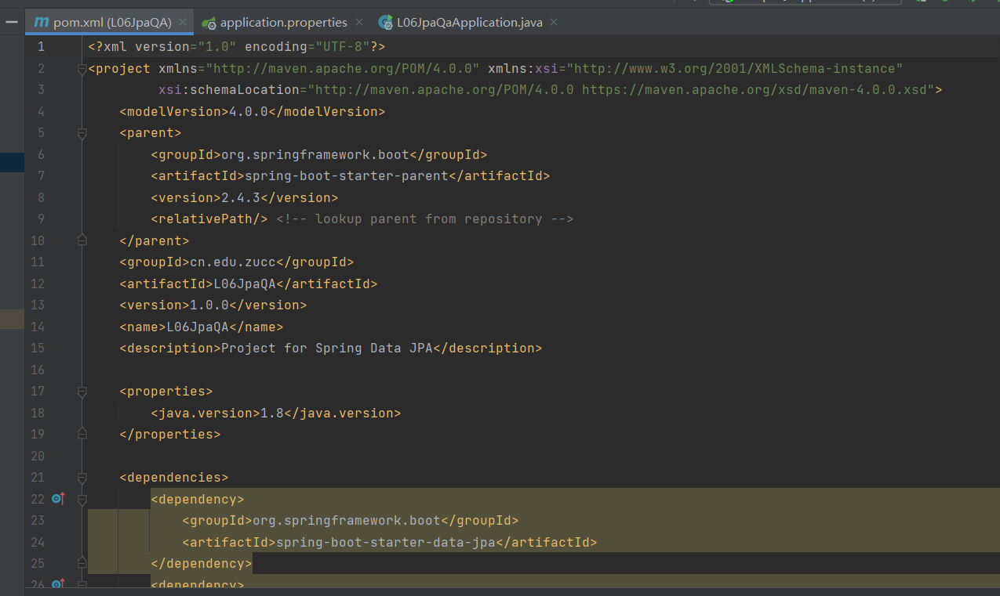 pom.xml (L06JpaQA) application.properties L06JpaQaApplication.java
1 <?xml version="1.0" encoding="UTF-8"?>
2 <project xmlns="http://maven.apache.org/POM/4.0.0" xmlns:xsi="http://www.w3.org/2001/XMLSchema-instance"
3 xsi:schemaLocation="http://maven.apache.org/POM/4.0.0 https://maven.apache.org/xsd/maven-4.0.0.xsd">
4 <modelVersion>4.0.0</modelVersion>
5 <parent>
6 <groupId>org.springframework.boot</groupId>
7 <artifactId>spring-boot-starter-parent</artifactId>
8 <version>2.4.3</version>
9 <relativePath/> <!-- lookup parent from repository -->
10 </parent>
11 <groupId>cn.edu.zucc</groupId>
12 <artifactId>L06JpaQA</artifactId>
13 <version>1.0.0</version>
14 <name>L06JpaQA</name>
15 <description>Project for Spring Data JPA</description>
16
17 <properties>
18 <java.version>1.8</java.version>
19 </properties>
20
21 <dependencies>
22 <dependency>
23 <groupId>org.springframework.boot</groupId>
24 <artifactId>spring-boot-starter-data-jpa</artifactId>
25 </dependency>
26 <dependency>